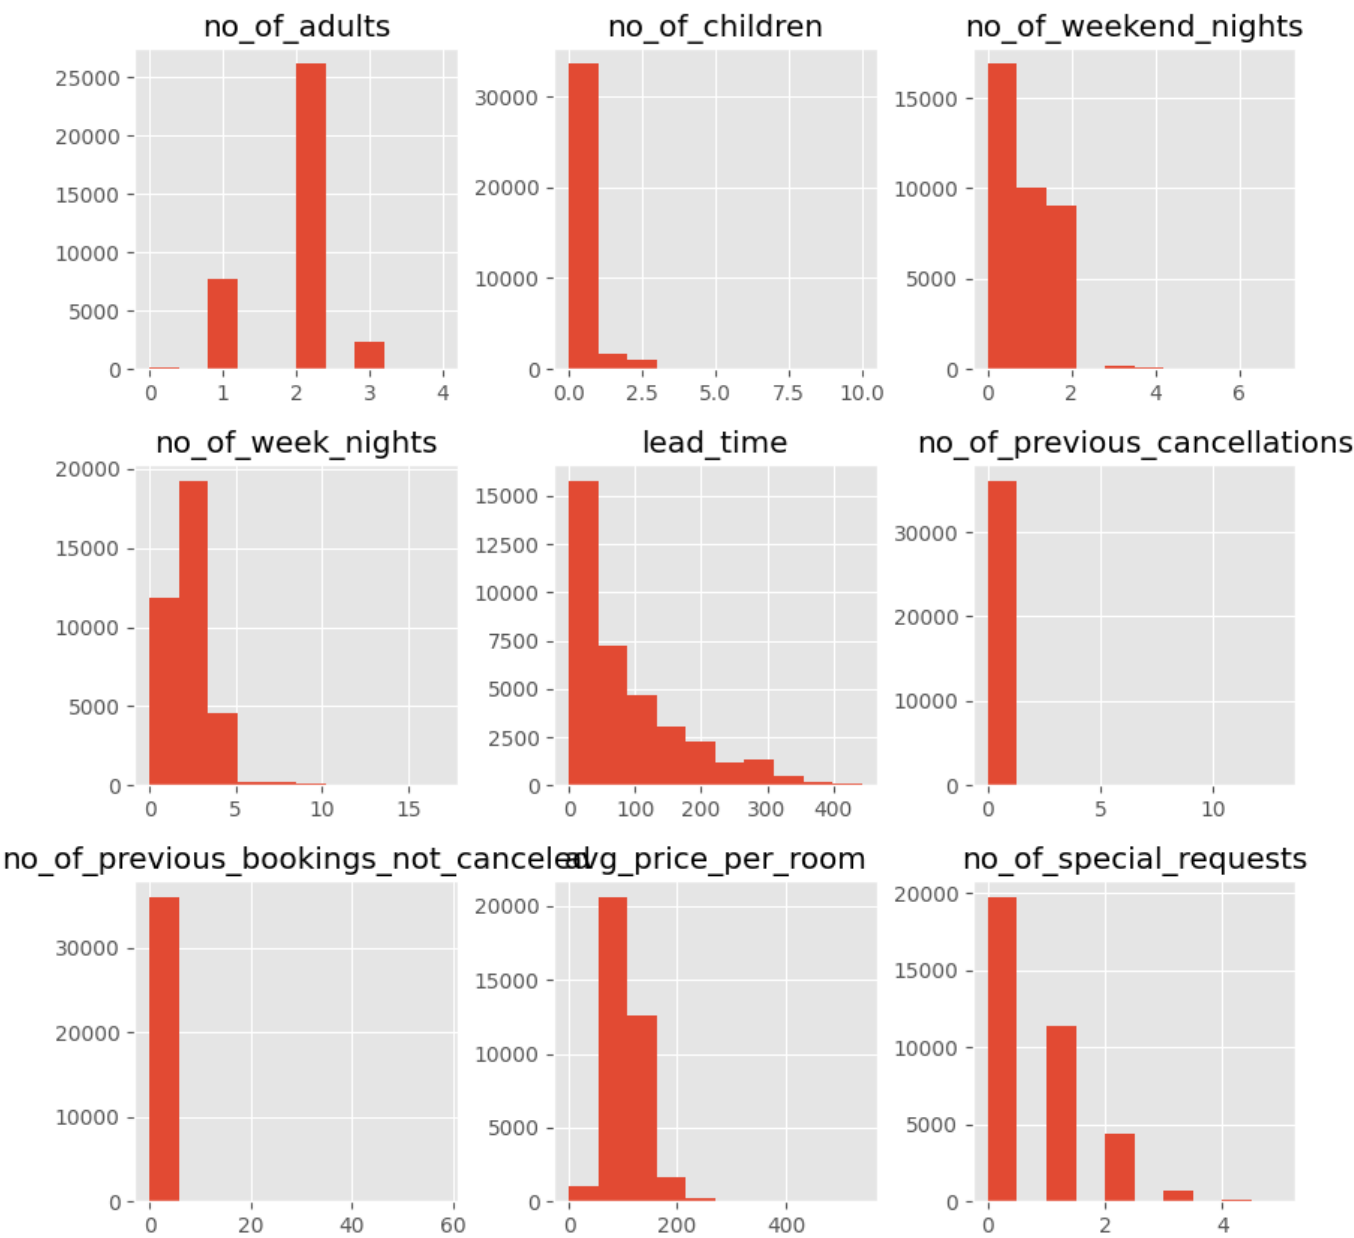 no_of_adults
no_of_children
no_of_weekend_nights
25000
20000
15000
10000
5000
0
0 1 2 3 4
30000
20000
10000
0
0.0 2.5 5.0 7.5 10.0
15000
10000
5000
0
0 2 4 6
no_of_week_nights
lead_time
no_of_previous_cancellations
20000
15000
10000
5000
0
0 5 10 15
15000
12500
10000
7500
5000
2500
0
0 100 200 300 400
30000
20000
10000
0
0 5 10
no_of_previous_bookings_not_canceled
avg_price_per_room
no_of_special_requests
30000
20000
10000
0
0 20 40 60
20000
15000
10000
5000
0
0 200 400
20000
15000
10000
5000
0
0 2 4